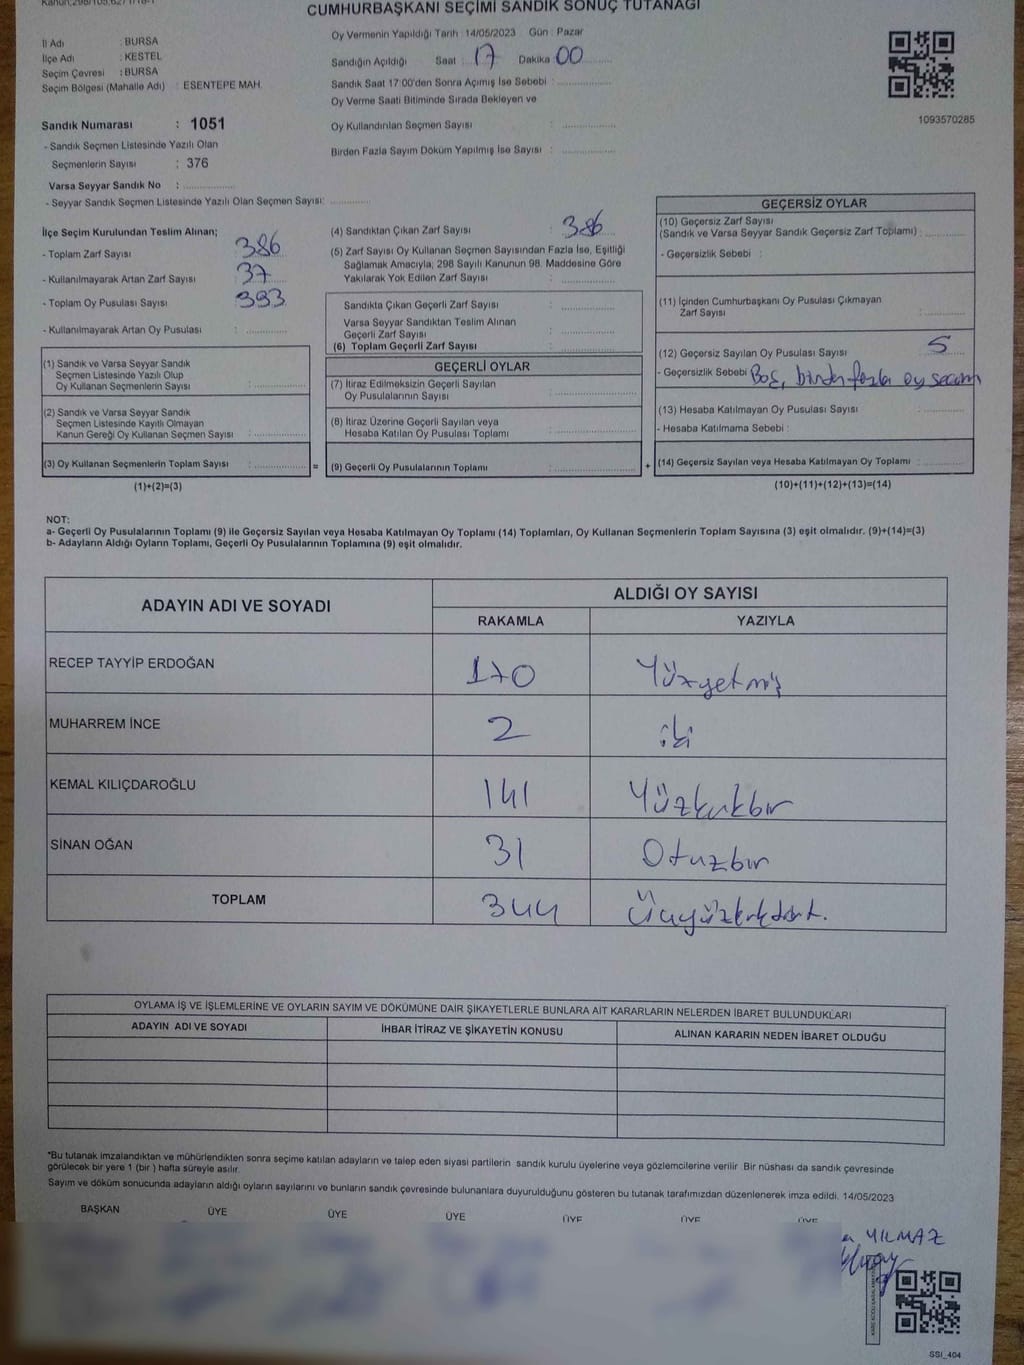 CUMHURBAŞKANI SEÇİMİ SANDIK SONUÇ TUTANAĞI
İl Adı : BURSA
İlçe Adı : KESTEL
Seçim Çevresi : BURSA
Seçim Bölgesi (Mahalle Adı) : ESENTEPE MAH.
Sandık Numarası : 1051
- Sandık Seçmen Listesinde Yazılı Olan
Seçmenlerin Sayısı : 376
Varsa Seyyar Sandık No :
- Seyyar Sandık Seçmen Listesinde Yazılı Olan Seçmen Sayısı:
Oy Vermenin Yapıldığı Tarih :14/05/2023 Gün : Pazar
Sandığın Açıldığı Saat : 17 Dakika 00
Sandık Saat 17:00'den Sonra Açımış İse Sebebi :
Oy Verme Saati Bitiminde Sırada Bekleyen ve
Oy Kullandırılan Seçmen Sayısı :
Birden Fazla Sayım Döküm Yapılmış İse Sayısı :
1093570285
İlçe Seçim Kurulundan Teslim Alınan;
- Toplam Zarf Sayısı : 386
- Kullanılmayarak Artan Zarf Sayısı : 37
- Toplam Oy Pusulası Sayısı : 393
- Kullanılmayarak Artan Oy Pusulası :
(1) Sandık ve Varsa Seyyar Sandık
Seçmen Listesinde Yazılı Olup
Oy Kullanan Seçmenlerin Sayısı :
(2) Sandık ve Varsa Seyyar Sandık
Seçmen Listesinde Kayıtlı Olmayan
Kanun Gereği Oy Kullanan Seçmen Sayısı :
(3) Oy Kullanan Seçmenlerin Toplam Sayısı :
(1)+(2)=(3)
(4) Sandıktan Çıkan Zarf Sayısı : 386
(5) Zarf Sayısı Oy Kullanan Seçmen Sayısından Fazla İse, Eşitliği
Sağlamak Amacıyla; 298 Sayılı Kanunun 98. Maddesine Göre
Yakılarak Yok Edilen Zarf Sayısı :
Sandıkta Çıkan Geçerli Zarf Sayısı :
Varsa Seyyar Sandıktan Teslim Alınan
Geçerli Zarf Sayısı :
(6) Toplam Geçerli Zarf Sayısı :
GEÇERLİ OYLAR
(7) İtiraz Edilmeksizin Geçerli Sayılan
Oy Pusulalarının Sayısı :
(8) İtiraz Üzerine Geçerli Sayılan veya
Hesaba Katılan Oy Pusulası Toplamı :
= (9) Geçerli Oy Pusulalarının Toplamı : +
GEÇERSİZ OYLAR
(10) Geçersiz Zarf Sayısı
(Sandık ve Varsa Seyyar Sandık Geçersiz Zarf Toplamı) :
- Geçersizlik Sebebi :
(11) İçinden Cumhurbaşkanı Oy Pusulası Çıkmayan
Zarf Sayısı :
(12) Geçersiz Sayılan Oy Pusulası Sayısı : 5
- Geçersizlik Sebebi : Boş, birden fazla oy
(13) Hesaba Katılmayan Oy Pusulası Sayısı :
- Hesaba Katılmama Sebebi :
(14) Geçersiz Sayılan veya Hesaba Katılmayan Oy Toplamı :
(10)+(11)+(12)+(13)=(14)
NOT:
a- Geçerli Oy Pusulalarının Toplamı (9) ile Geçersiz Sayılan veya Hesaba Katılmayan Oy Toplamı (14) Toplamları, Oy Kullanan Seçmenlerin Toplam Sayısına (3) eşit olmalıdır. (9)+(14)=(3)
b- Adayların Aldığı Oyların Toplamı, Geçerli Oy Pusulalarının Toplamına (9) eşit olmalıdır.
ADAYIN ADI VE SOYADI ALDIĞI OY SAYISI
RAKAMLA YAZIYLA
RECEP TAYYİP ERDOĞAN 170 Yüzyetmiş
MUHARREM İNCE 2 iki
KEMAL KILIÇDAROĞLU 141 Yüzkırkbir
SİNAN OĞAN 31 Otuzbir
TOPLAM 344 Üçyüzkırkdört.
OYLAMA İŞ VE İŞLEMLERİNE VE OYLARIN SAYIM VE DÖKÜMÜNE DAİR ŞİKAYETLERLE BUNLARA AİT KARARLARIN NELERDEN İBARET BULUNDUKLARI
ADAYIN ADI VE SOYADI İHBAR İTİRAZ VE ŞİKAYETİN KONUSU ALINAN KARARIN NEDEN İBARET OLDUĞU
*Bu tutanak imzalandıktan ve mühürlendikten sonra seçime katılan adayların ve talep eden siyasi partilerin sandık kurulu üyelerine veya gözlemcilerine verilir Bir nüshası da sandık çevresinde
görülecek bir yere 1 (bir ) hafta süreyle asılır.
Sayım ve döküm sonucunda adayların aldığı oyların sayılarını ve bunların sandık çevresinde bulunanlara duyurulduğunu gösteren bu tutanak tarafımızdan düzenlenerek imza edildi. 14/05/2023
BAŞKAN ÜYE ÜYE ÜYE ÜYE ÜYE ÜYE
YILMAZ
SSI_404